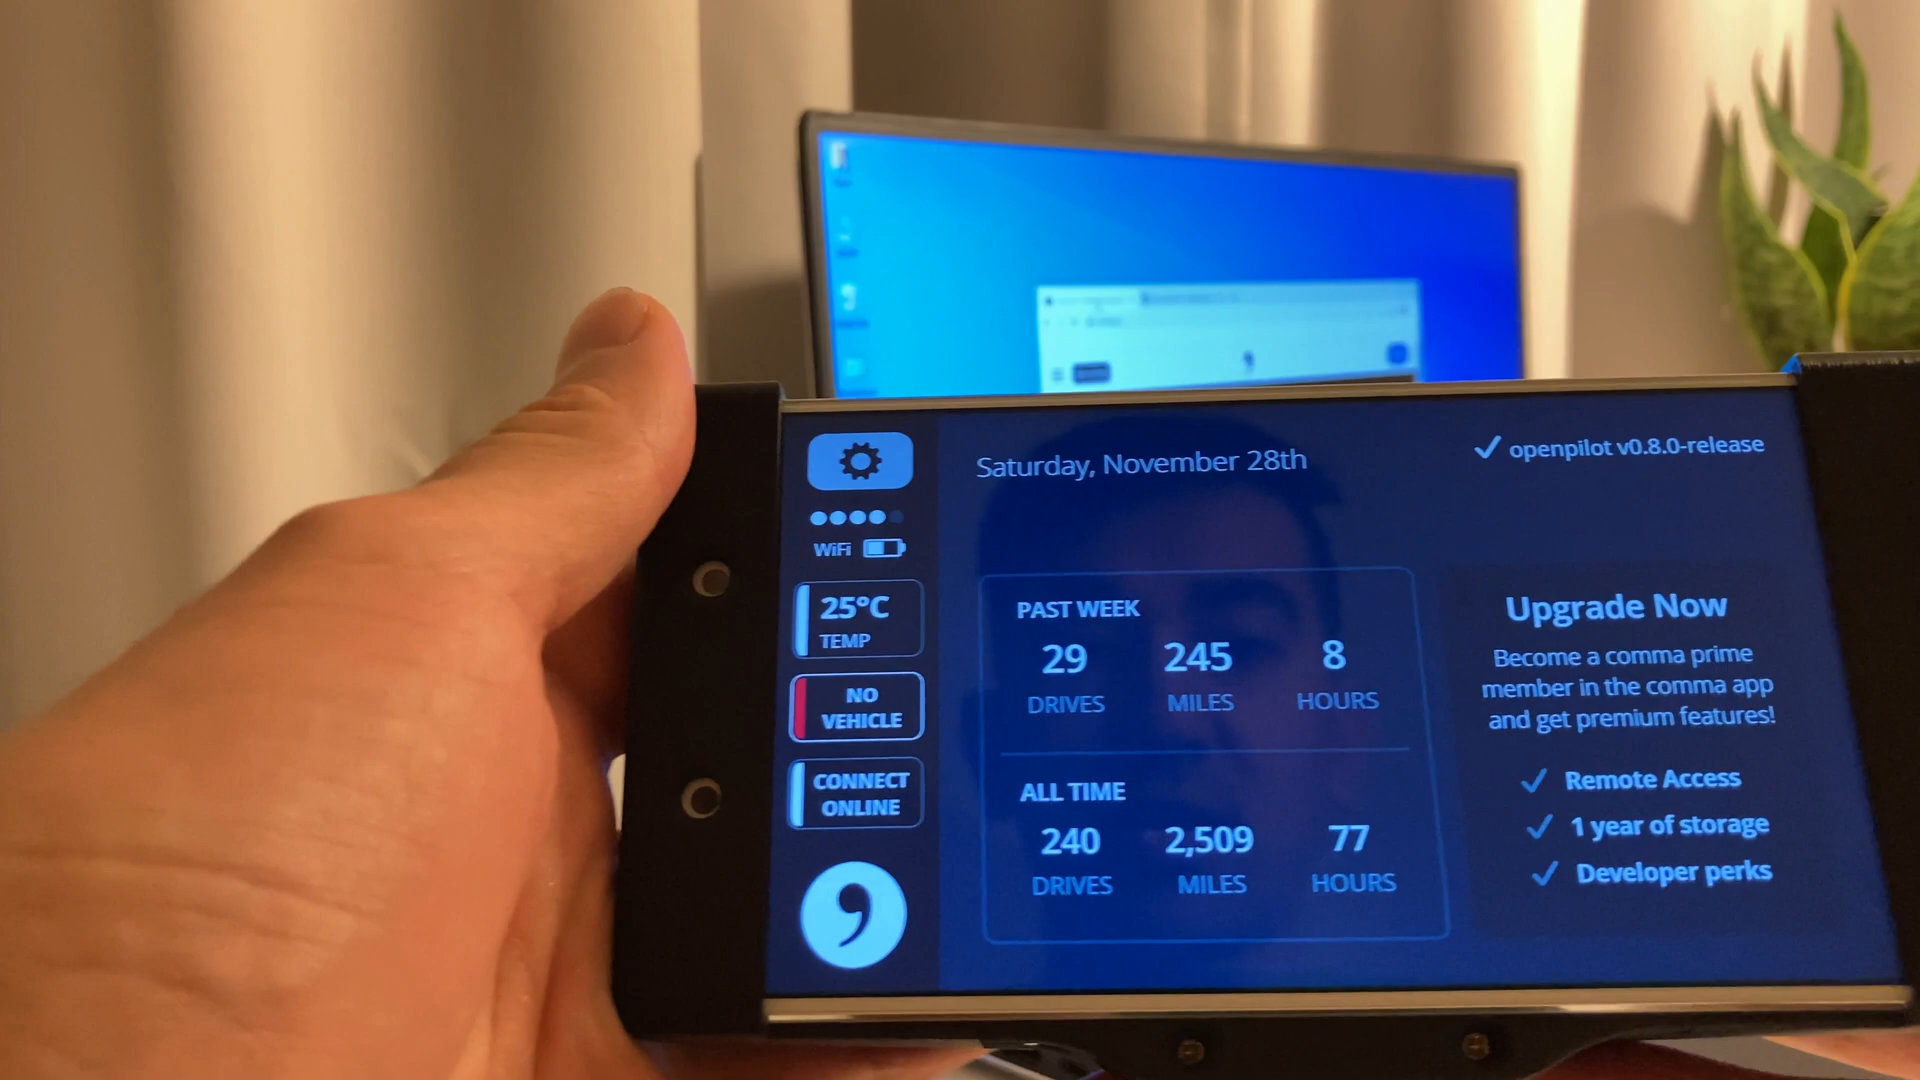 Saturday, November 28th
openpilot v0.8.0-release
WiFi
25°C
TEMP
NO
VEHICLE
CONNECT
ONLINE
PAST WEEK
29 245 8
DRIVES MILES HOURS
ALL TIME
240 2,509 77
DRIVES MILES HOURS
Upgrade Now
Become a comma prime
member in the comma app
and get premium features!
Remote Access
1 year of storage
Developer perks